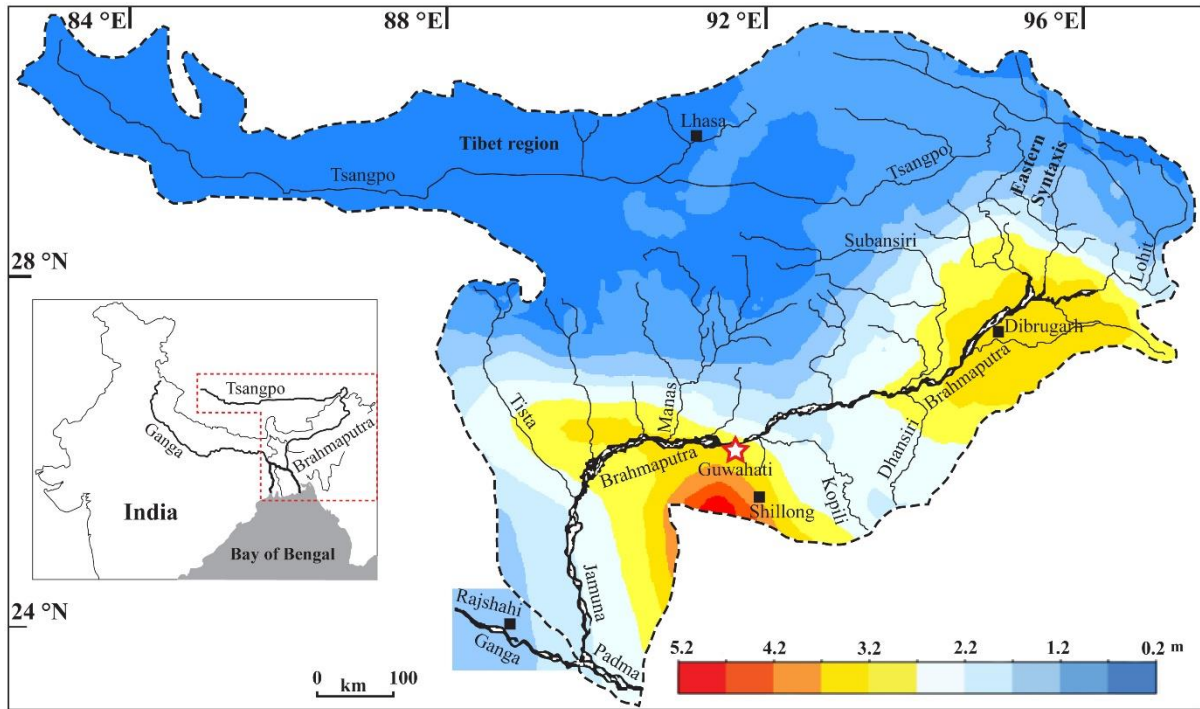 84 °E
88 °E
92 °E
96 °E
Lhasa
Tibet region
Tsangpo
Tsangpo
Eastern
Syntaxis
Subansiri
Lohit
28 °N
Dibrugarh
Brahmaputra
Tista
Manas
Brahmaputra
Guwahati
Dhansiri
Kopili
Shillong
Tsangpo
Ganga
Brahmaputra
India
Bay of Bengal
Jamuna
Rajshahi
Ganga
Padma
24 °N
0 100
km
5.2 4.2 3.2 2.2 1.2 0.2 m